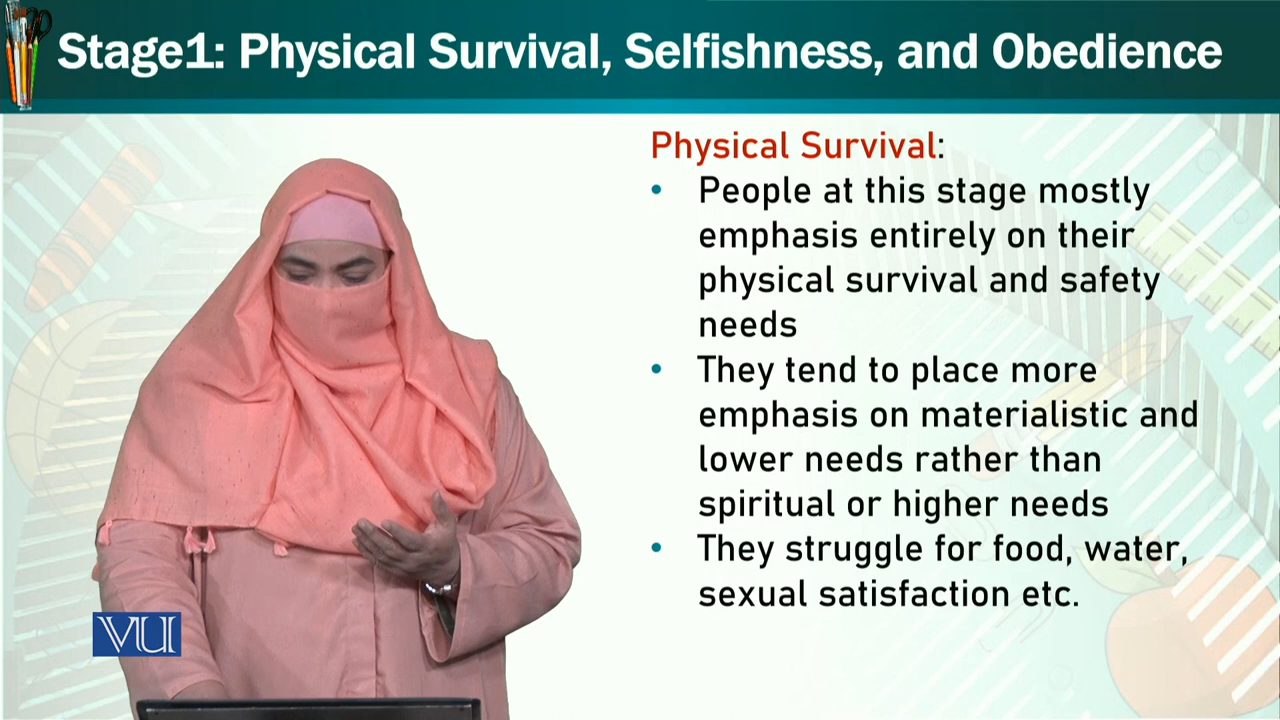 Stage1: Physical Survival, Selfishness, and Obedience
Physical Survival:
• People at this stage mostly
emphasis entirely on their
physical survival and safety
needs
• They tend to place more
emphasis on materialistic and
lower needs rather than
spiritual or higher needs
• They struggle for food, water,
sexual satisfaction etc.
VU